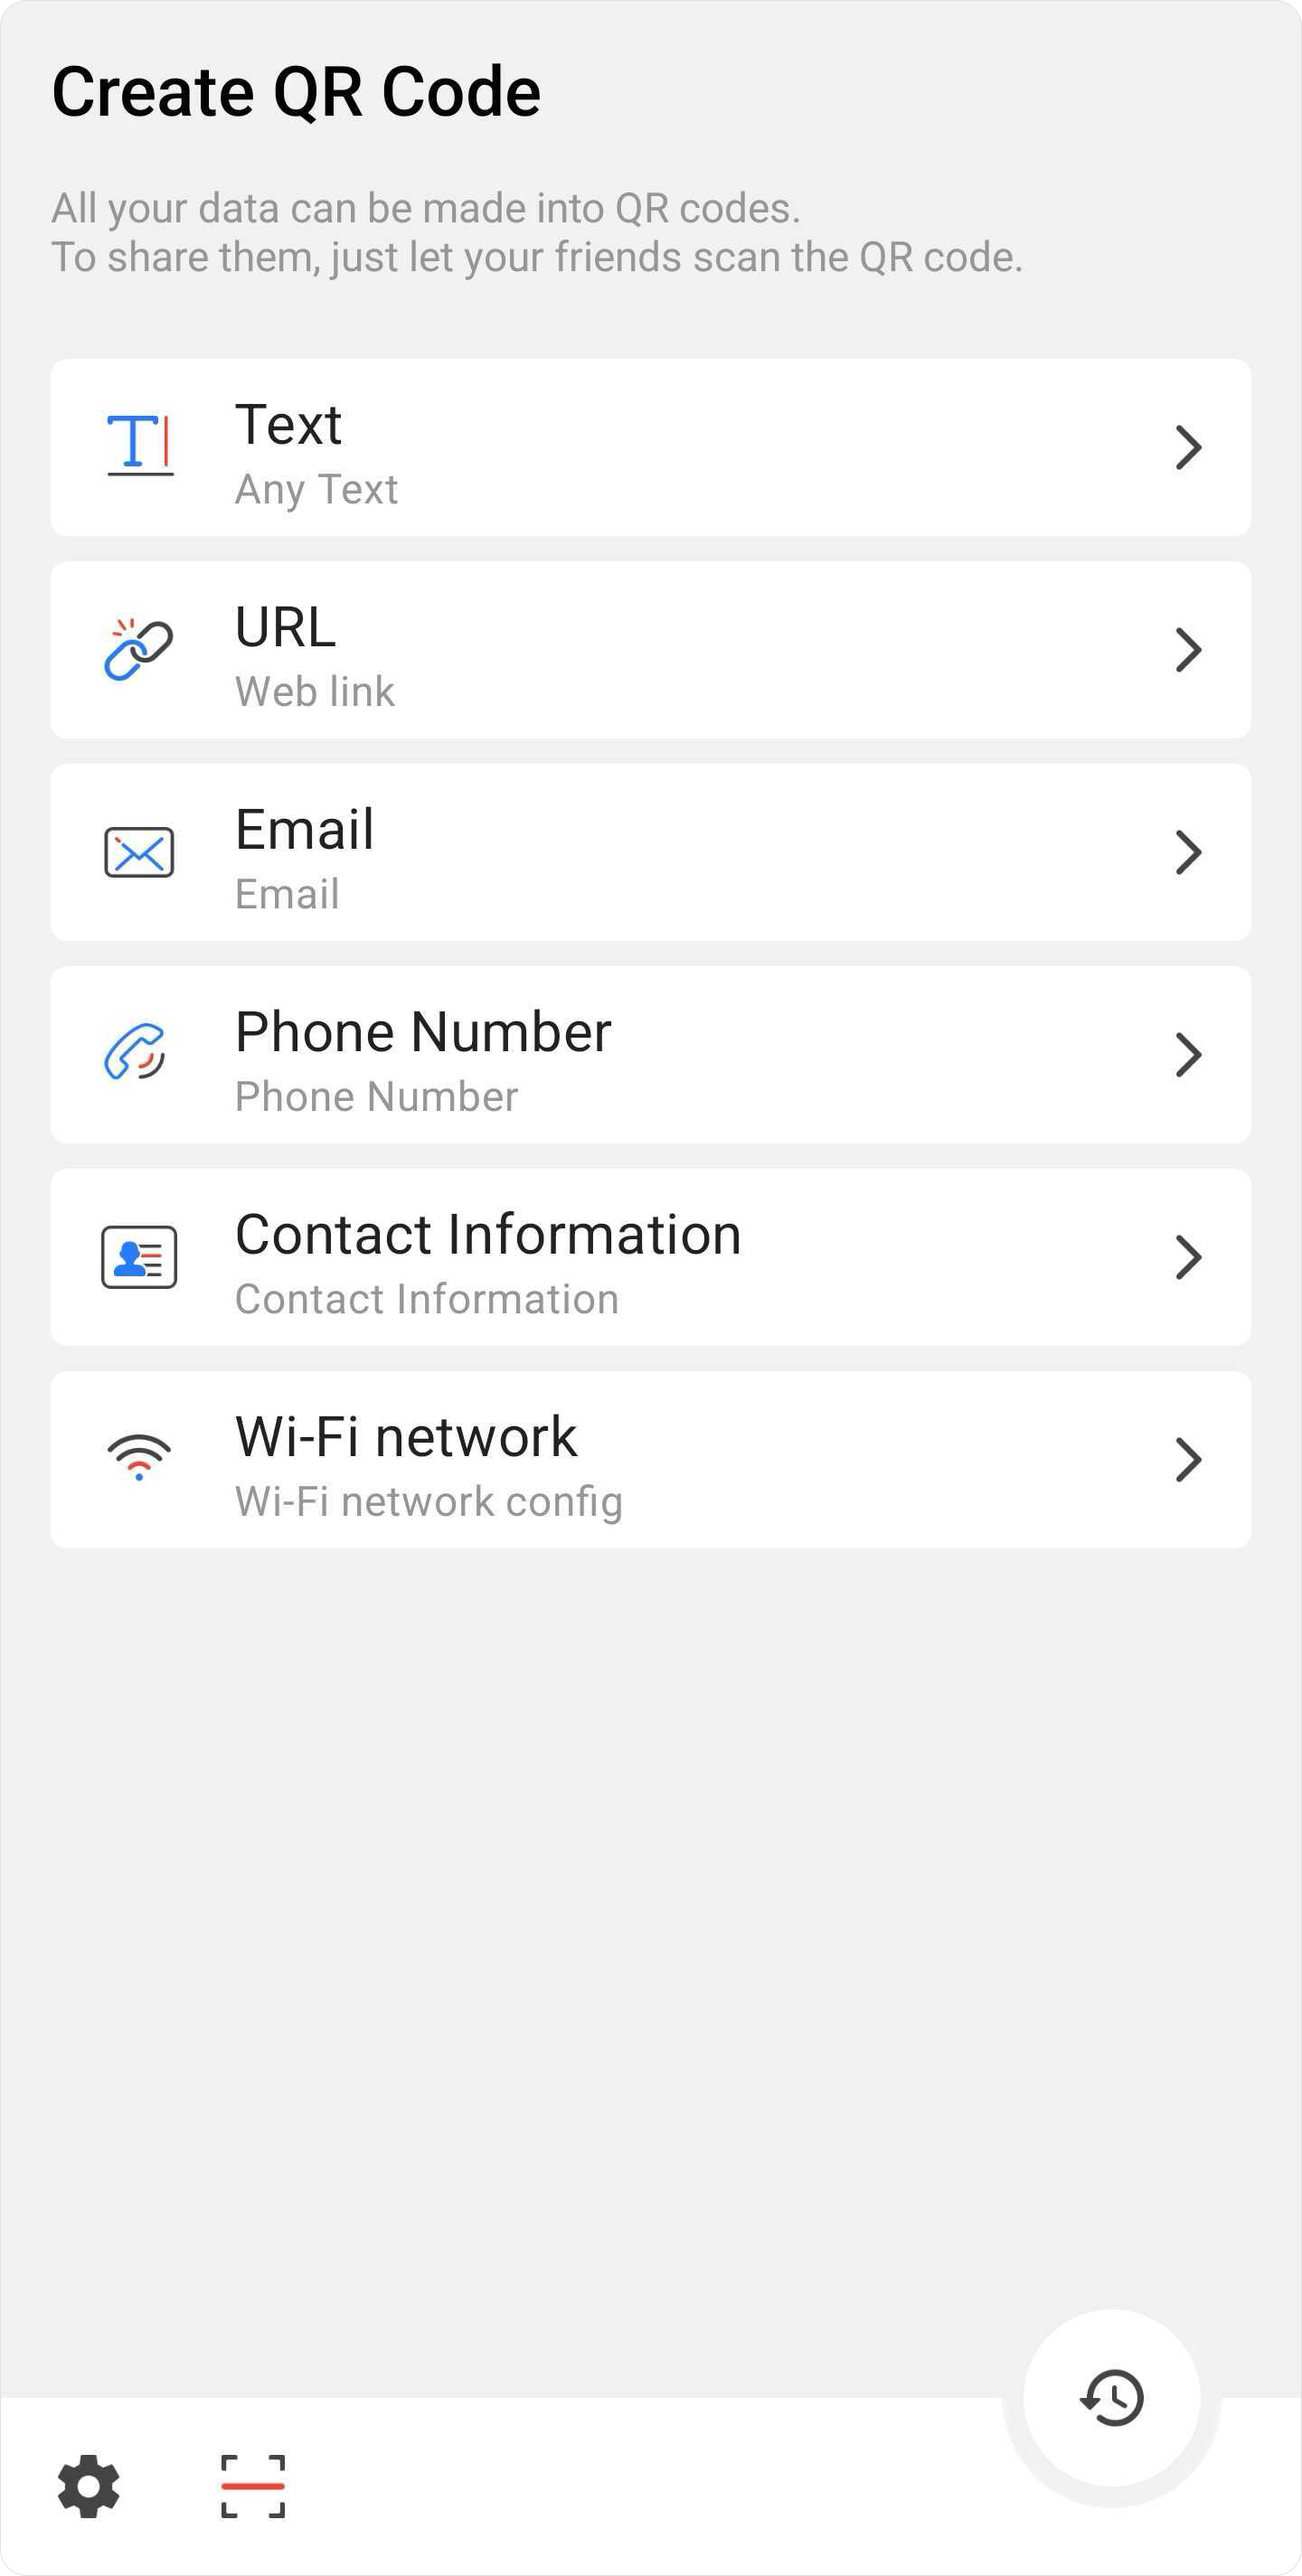 Create QR Code
All your data can be made into QR codes.
To share them, just let your friends scan the QR code.
Text
Any Text
URL
Web link
Email
Email
Phone Number
Phone Number
Contact Information
Contact Information
Wi-Fi network
Wi-Fi network config